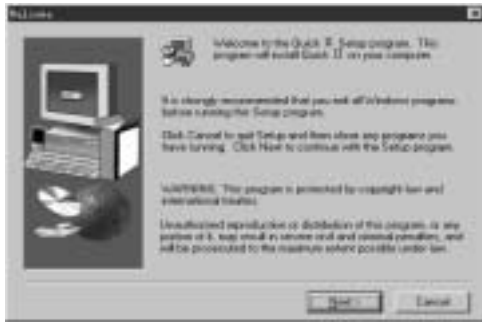 Welcome
Welcome to the Quick II Setup program. This
program will install Quick II on your computer.
It is strongly recommended that you exit all Windows programs
before running this Setup program.
Click Cancel to quit Setup and then close any programs you
have running. Click Next to continue with the Setup program.
WARNING: This program is protected by copyright law and
international treaties.
Unauthorized reproduction or distribution of this program, or any
portion of it, may result in severe civil and criminal penalties, and
will be prosecuted to the maximum extent possible under law.
Next >
Cancel